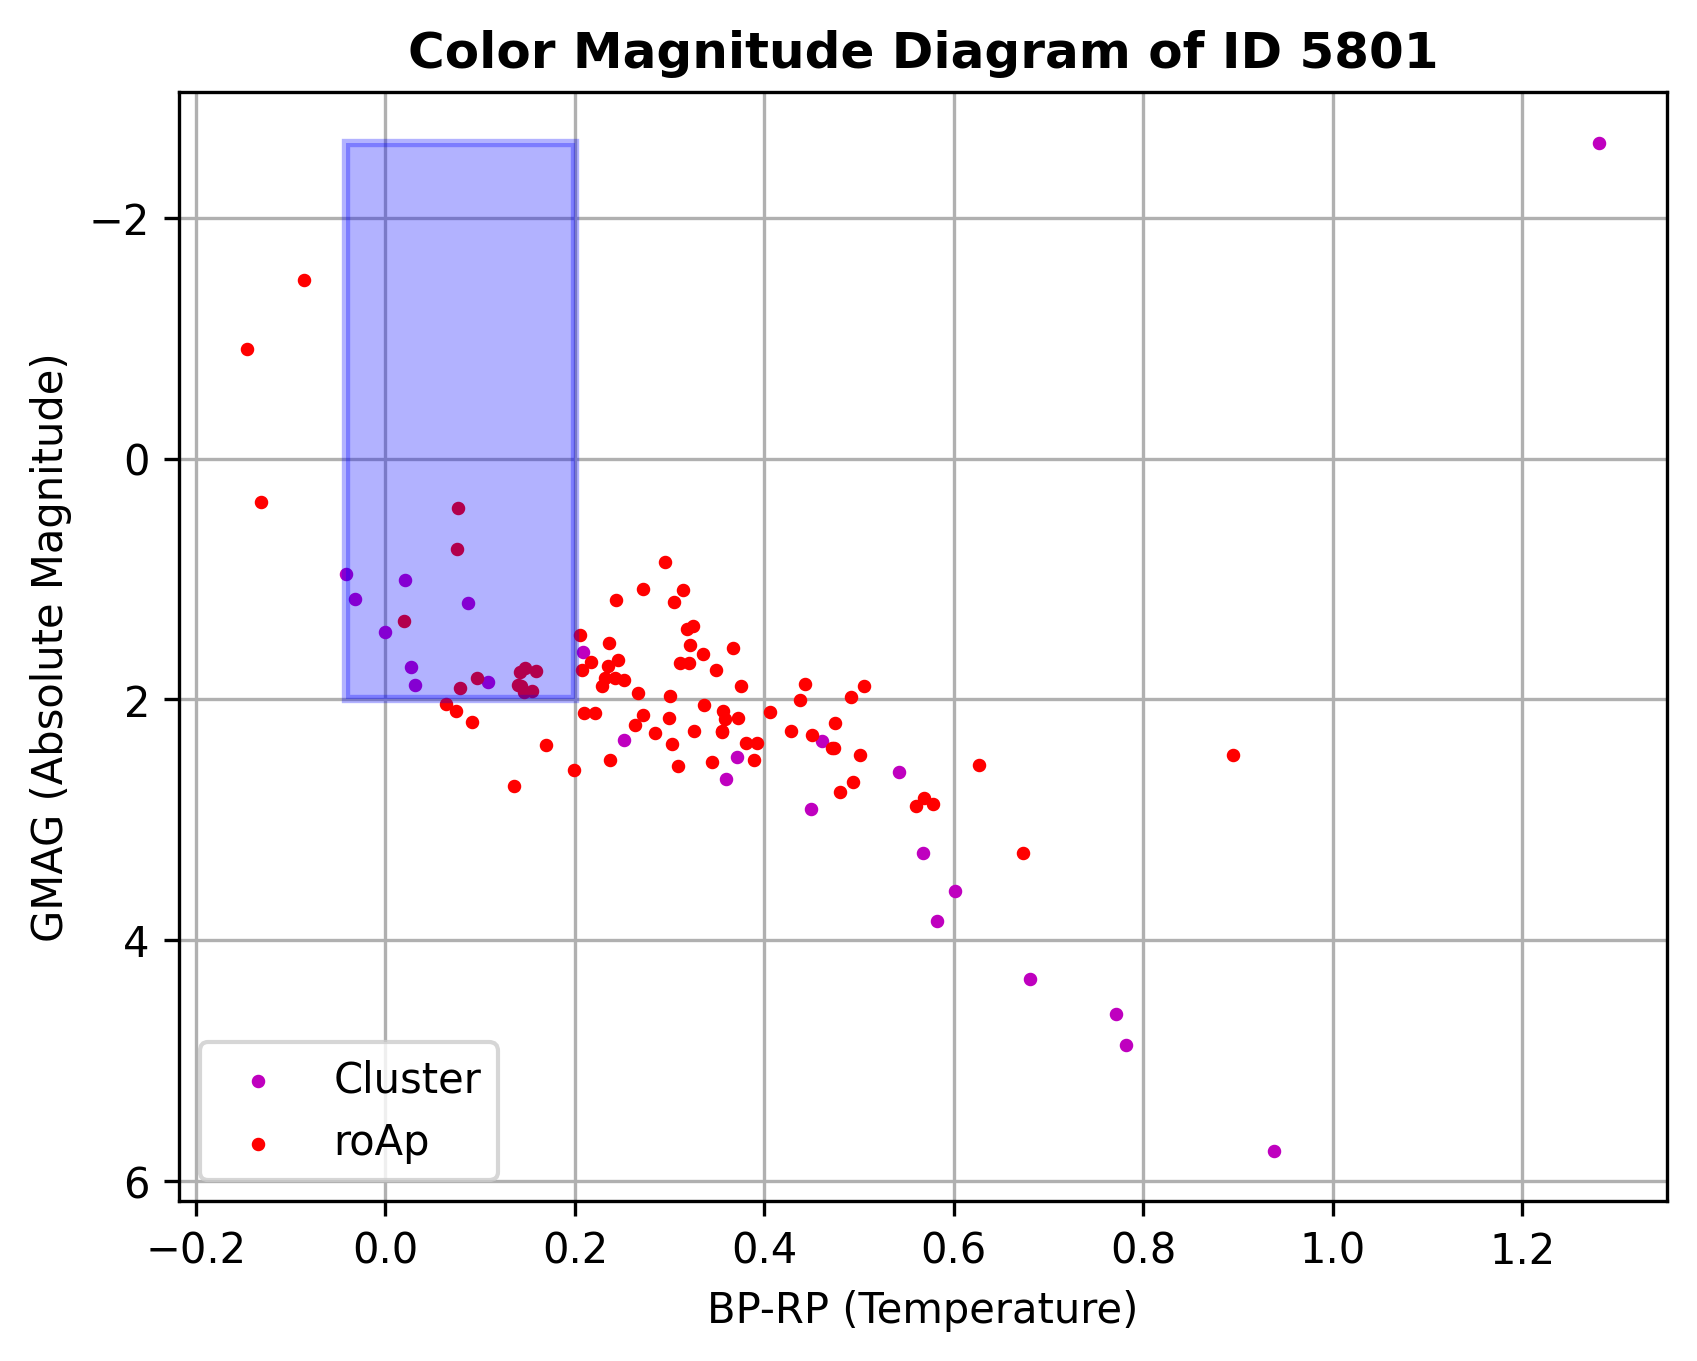 Color Magnitude Diagram of ID 5801
GMAG (Absolute Magnitude)
−2
0
2
4
6
Cluster
roAp
−0.2 0.0 0.2 0.4 0.6 0.8 1.0 1.2
BP-RP (Temperature)